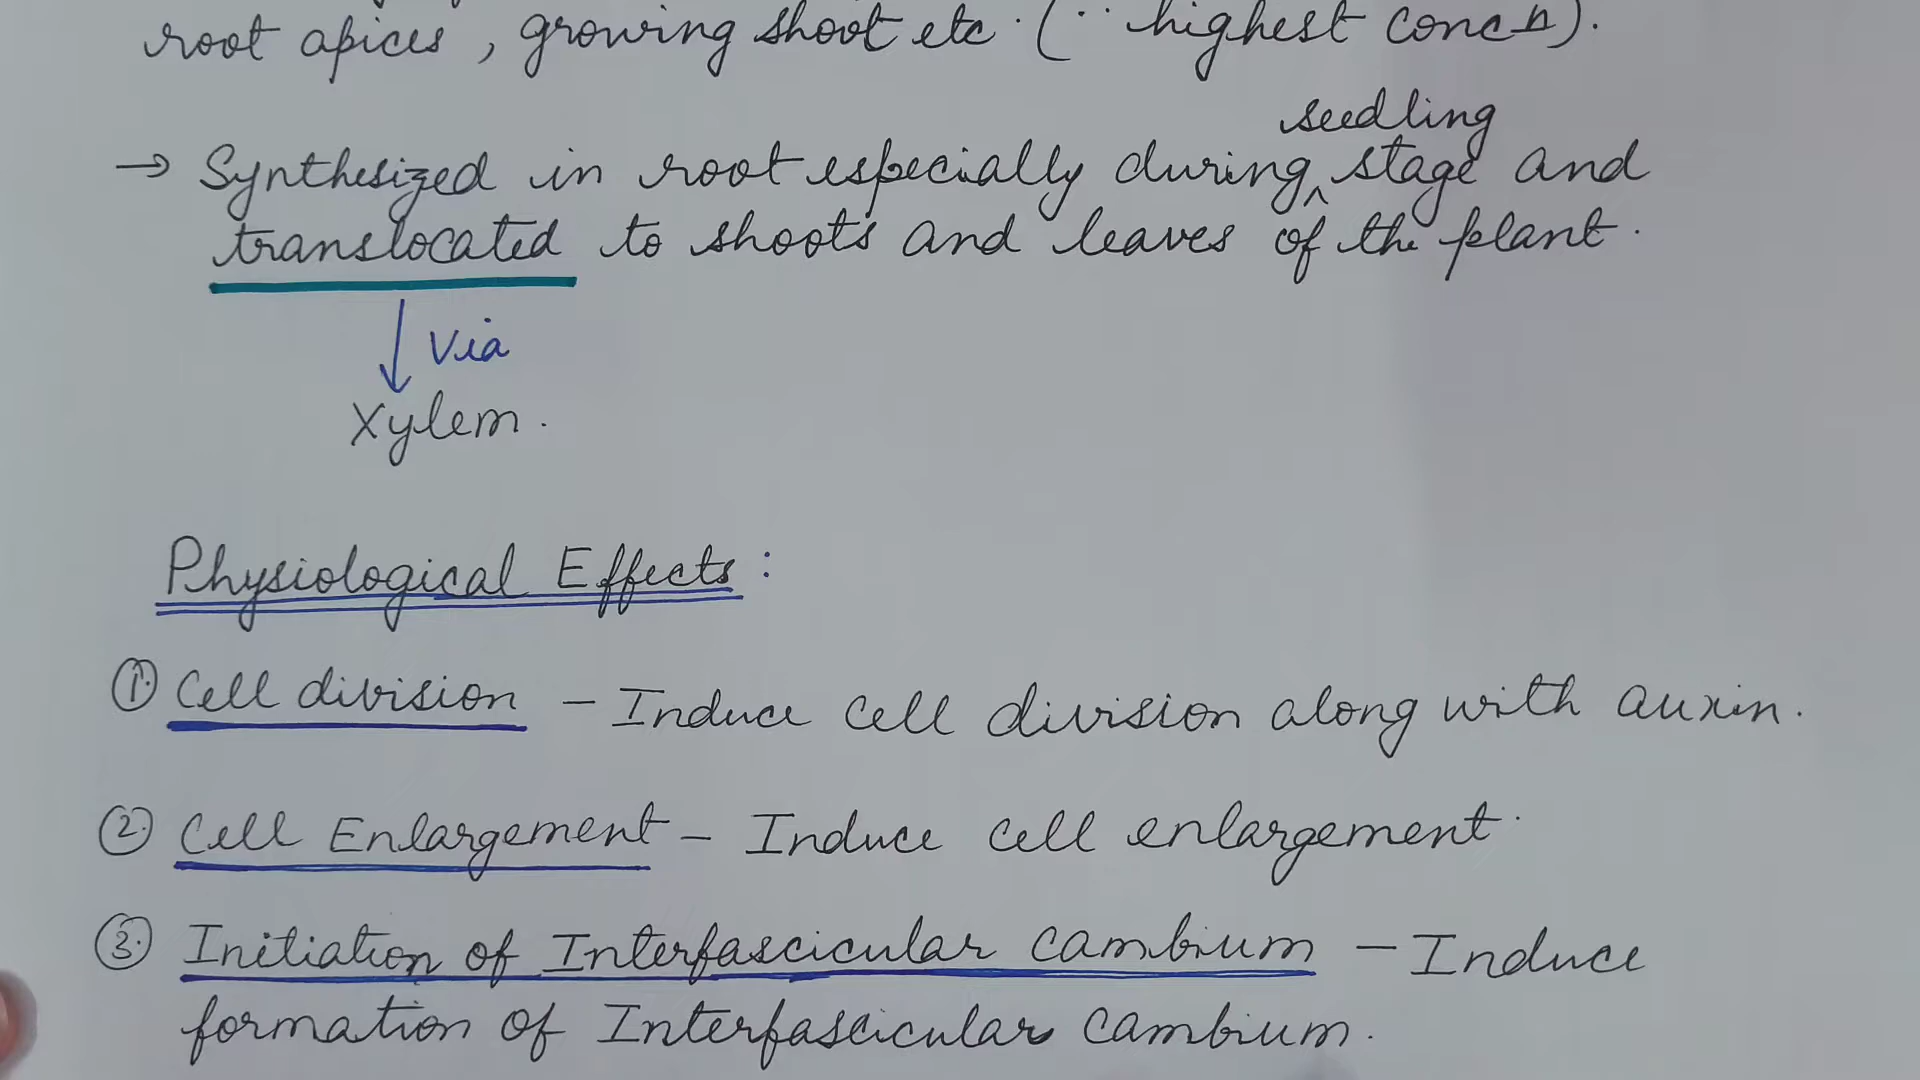 root apices, growing shoot etc. (∵ highest concn).
seedling
→ Synthesized in root especially during ^ stage and
translocated to shoots and leaves of the plant.
↓ Via
Xylem.
Physiological Effects:
①. Cell division - Induce cell division along with auxin.
②. Cell Enlargement - Induce cell enlargement.
③. Initiation of Interfascicular cambium - Induce
formation of Interfascicular cambium.